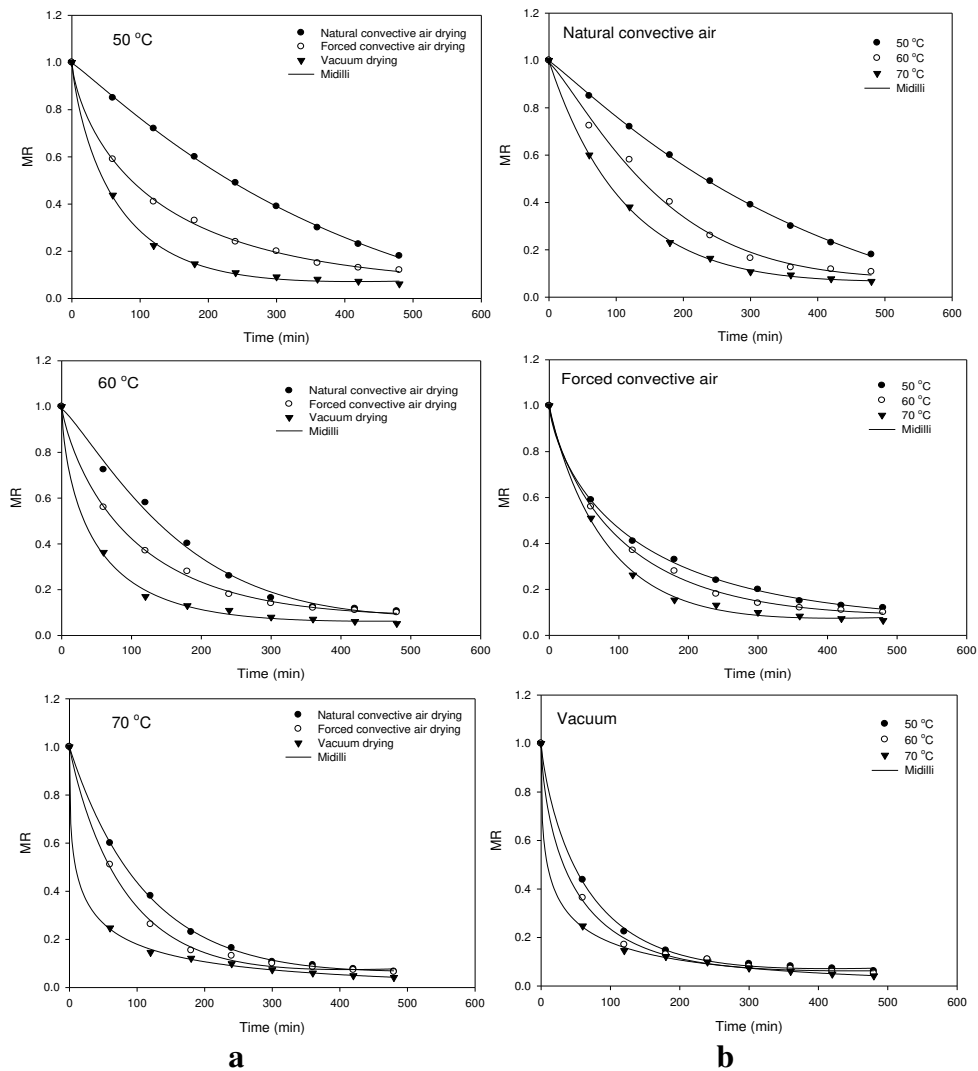 50 °C
Natural convective air drying
Forced convective air drying
Vacuum drying
Midilli
MR
1.2
1.0
0.8
0.6
0.4
0.2
0.0
0 100 200 300 400 500 600
Time (min)
Natural convective air
50 °C
60 °C
70 °C
Midilli
MR
1.2
1.0
0.8
0.6
0.4
0.2
0.0
0 100 200 300 400 500 600
Time (min)
60 °C
Natural convective air drying
Forced convective air drying
Vacuum drying
Midilli
MR
1.2
1.0
0.8
0.6
0.4
0.2
0.0
0 100 200 300 400 500 600
Time (min)
Forced convective air
50 °C
60 °C
70 °C
Midilli
MR
1.2
1.0
0.8
0.6
0.4
0.2
0.0
0 100 200 300 400 500 600
Time (min)
70 °C
Natural convective air drying
Forced convective air drying
Vacuum drying
Midilli
MR
1.2
1.0
0.8
0.6
0.4
0.2
0.0
0 100 200 300 400 500 600
Time (min)
Vacuum
50 °C
60 °C
70 °C
Midilli
MR
1.2
1.0
0.8
0.6
0.4
0.2
0.0
0 100 200 300 400 500 600
Time (min)
a
b